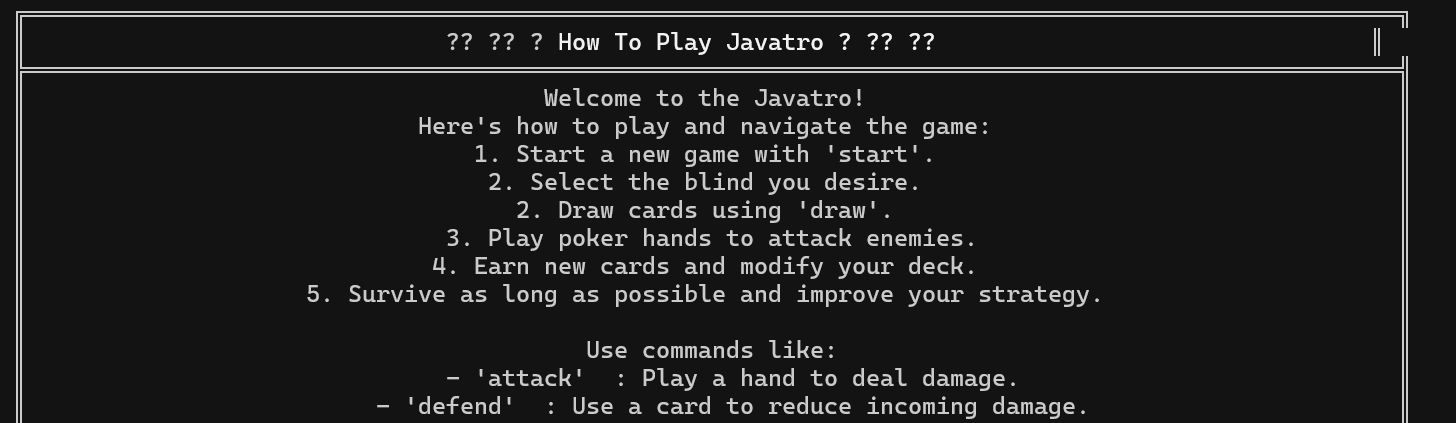 ?? ?? ? How To Play Javatro ? ?? ??
Welcome to the Javatro!
Here's how to play and navigate the game:
1. Start a new game with 'start'.
2. Select the blind you desire.
2. Draw cards using 'draw'.
3. Play poker hands to attack enemies.
4. Earn new cards and modify your deck.
5. Survive as long as possible and improve your strategy.
Use commands like:
- 'attack'  : Play a hand to deal damage.
- 'defend'  : Use a card to reduce incoming damage.